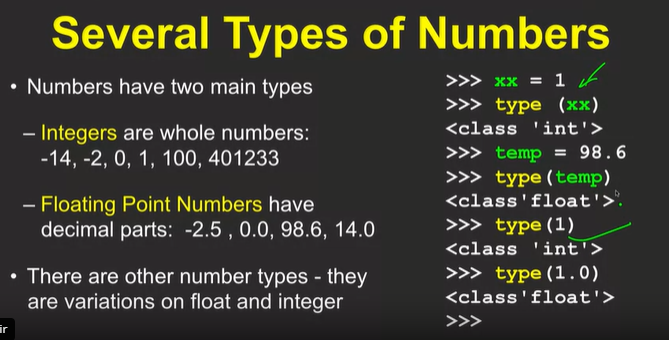 Several Types of Numbers
• Numbers have two main types
– Integers are whole numbers:
-14, -2, 0, 1, 100, 401233
– Floating Point Numbers have
decimal parts: -2.5 , 0.0, 98.6, 14.0
• There are other number types - they
are variations on float and integer
>>> xx = 1
>>> type (xx)
<class 'int'>
>>> temp = 98.6
>>> type(temp)
<class'float'>
>>> type(1)
<class 'int'>
>>> type(1.0)
<class'float'>
>>>
ir